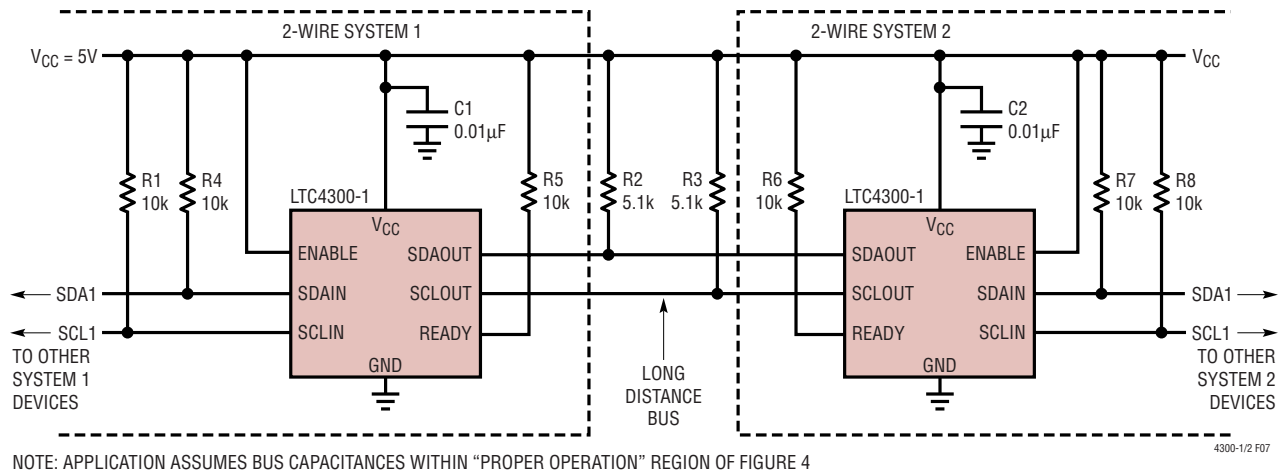 2-WIRE SYSTEM 1
2-WIRE SYSTEM 2
VCC = 5V
VCC
C1
0.01µF
C2
0.01µF
R1
10k
R4
10k
R5
10k
R2
5.1k
R3
5.1k
R6
10k
R7
10k
R8
10k
LTC4300-1
VCC
ENABLE
SDAOUT
SDAIN
SCLOUT
SCLIN
READY
GND
LTC4300-1
VCC
SDAOUT
ENABLE
SCLOUT
SDAIN
READY
SCLIN
GND
SDA1
SCL1
TO OTHER
SYSTEM 1
DEVICES
LONG
DISTANCE
BUS
SDA1
SCL1
TO OTHER
SYSTEM 2
DEVICES
4300-1/2 F07
NOTE: APPLICATION ASSUMES BUS CAPACITANCES WITHIN “PROPER OPERATION” REGION OF FIGURE 4